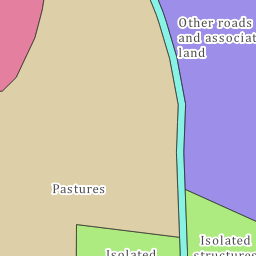 Other roads
and associat
land
Pastures
Isolated
structures
Isolated